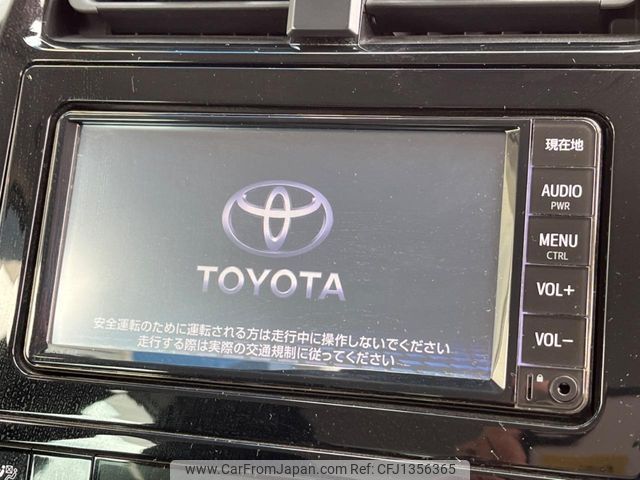 現在地
AUDIO
PWR
MENU
CTRL
VOL+
VOL−
TOYOTA
安全運転のために運転される方は走行中に操作しないでください
走行する際は実際の交通規制に従ってください
www.CarFromJapan.com - CFJ1356365